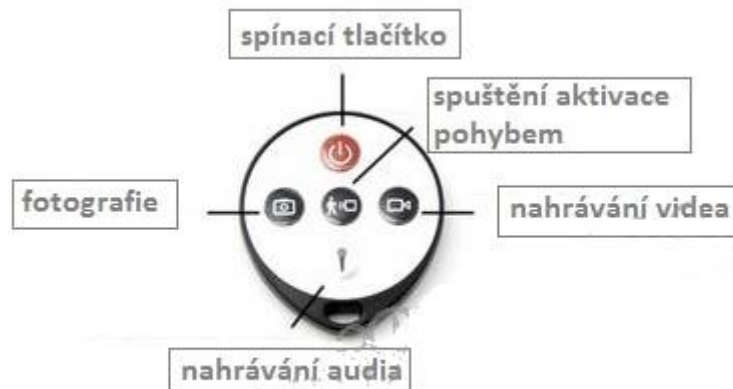 spínací tlačítko
spuštění aktivace
pohybem
fotografie
nahrávání videa
nahrávání audia